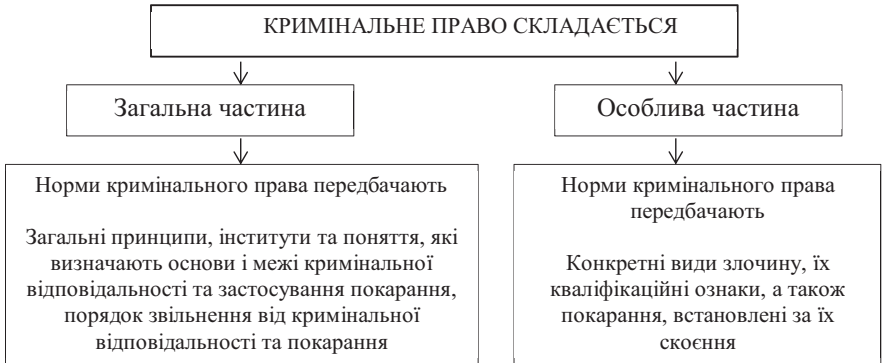 КРИМІНАЛЬНЕ ПРАВО СКЛАДАЄТЬСЯ
Загальна частина
Особлива частина
Норми кримінального права передбачають
Загальні принципи, інститути та поняття, які
визначають основи і межі кримінальної
відповідальності та застосування покарання,
порядок звільнення від кримінальної
відповідальності та покарання
Норми кримінального права
передбачають
Конкретні види злочину, їх
кваліфікаційні ознаки, а також
покарання, встановлені за їх
скоєння